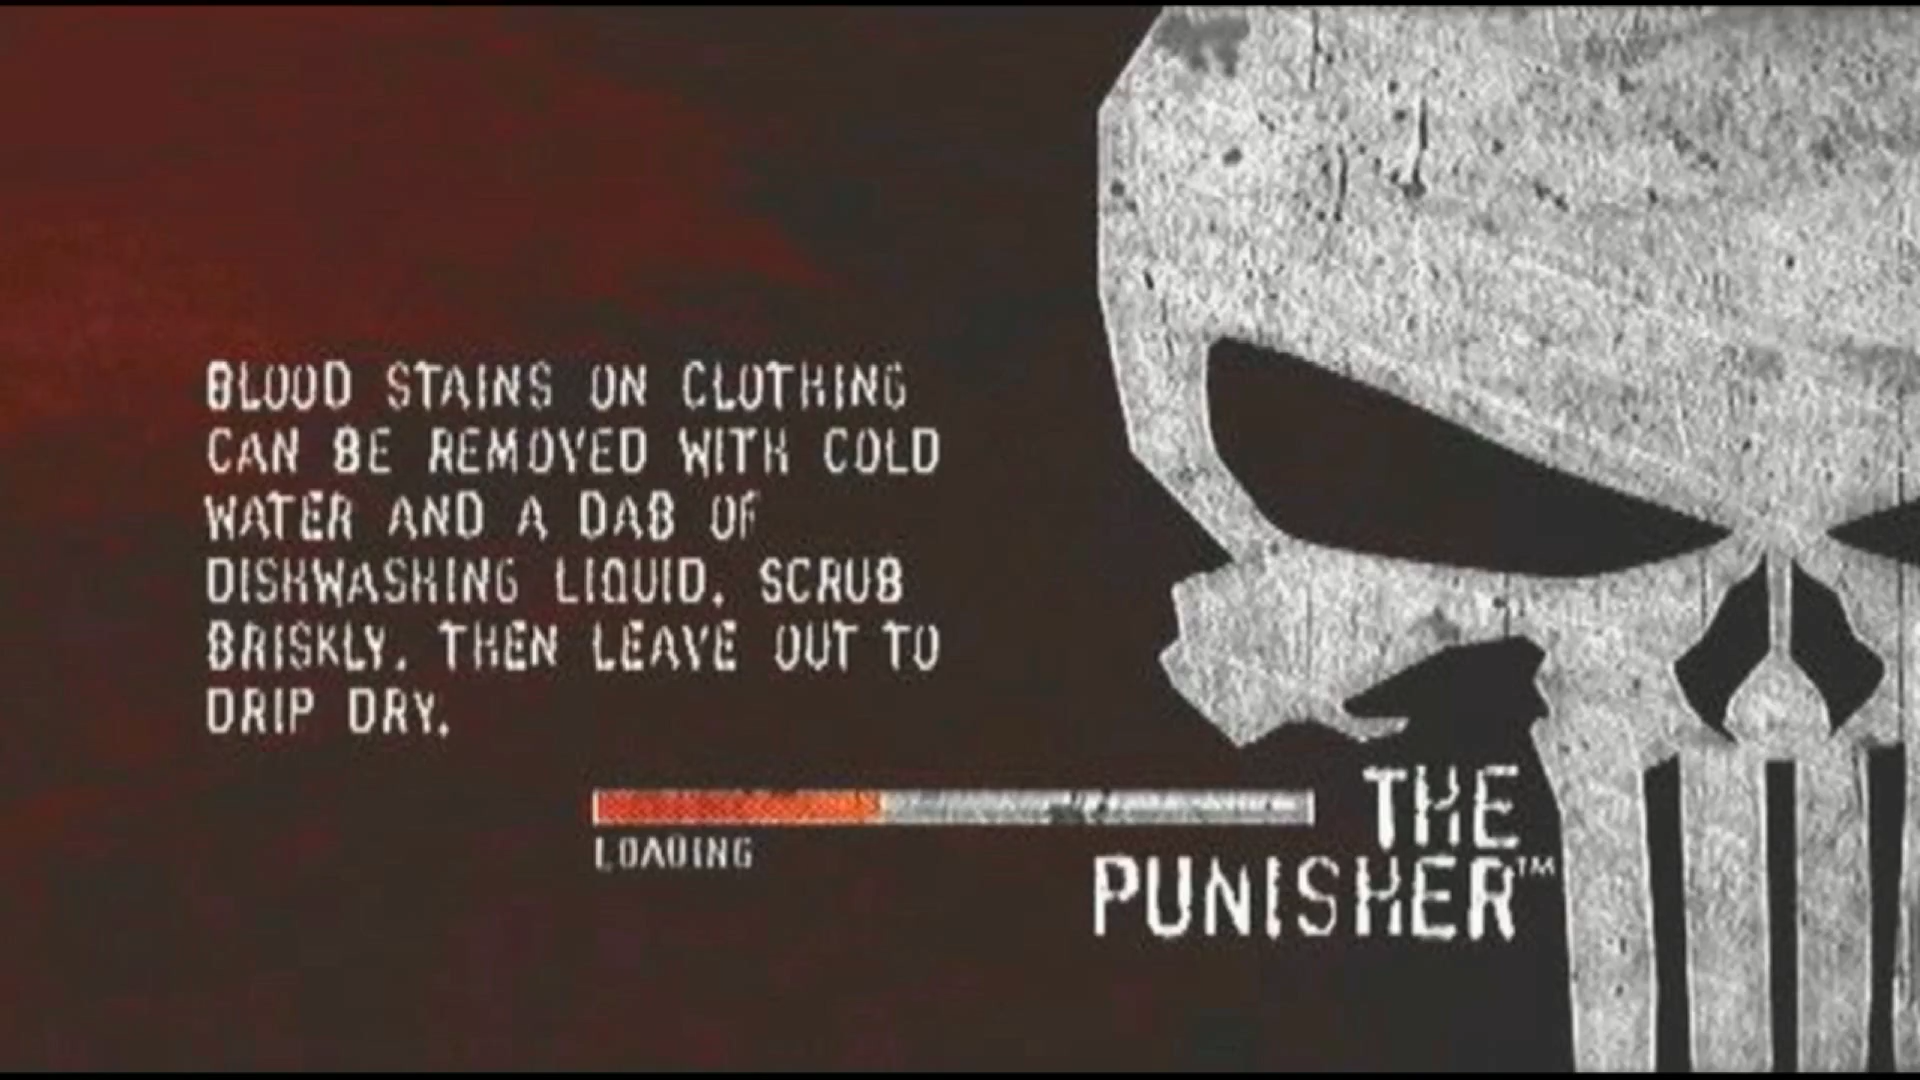 BLOOD STAINS ON CLOTHING
CAN BE REMOVED WITH COLD
WATER AND A DAB OF
DISHWASHING LIQUID. SCRUB
BRISKLY. THEN LEAVE OUT TO
DRIP DRY.
LOADING
THE
PUNISHER™